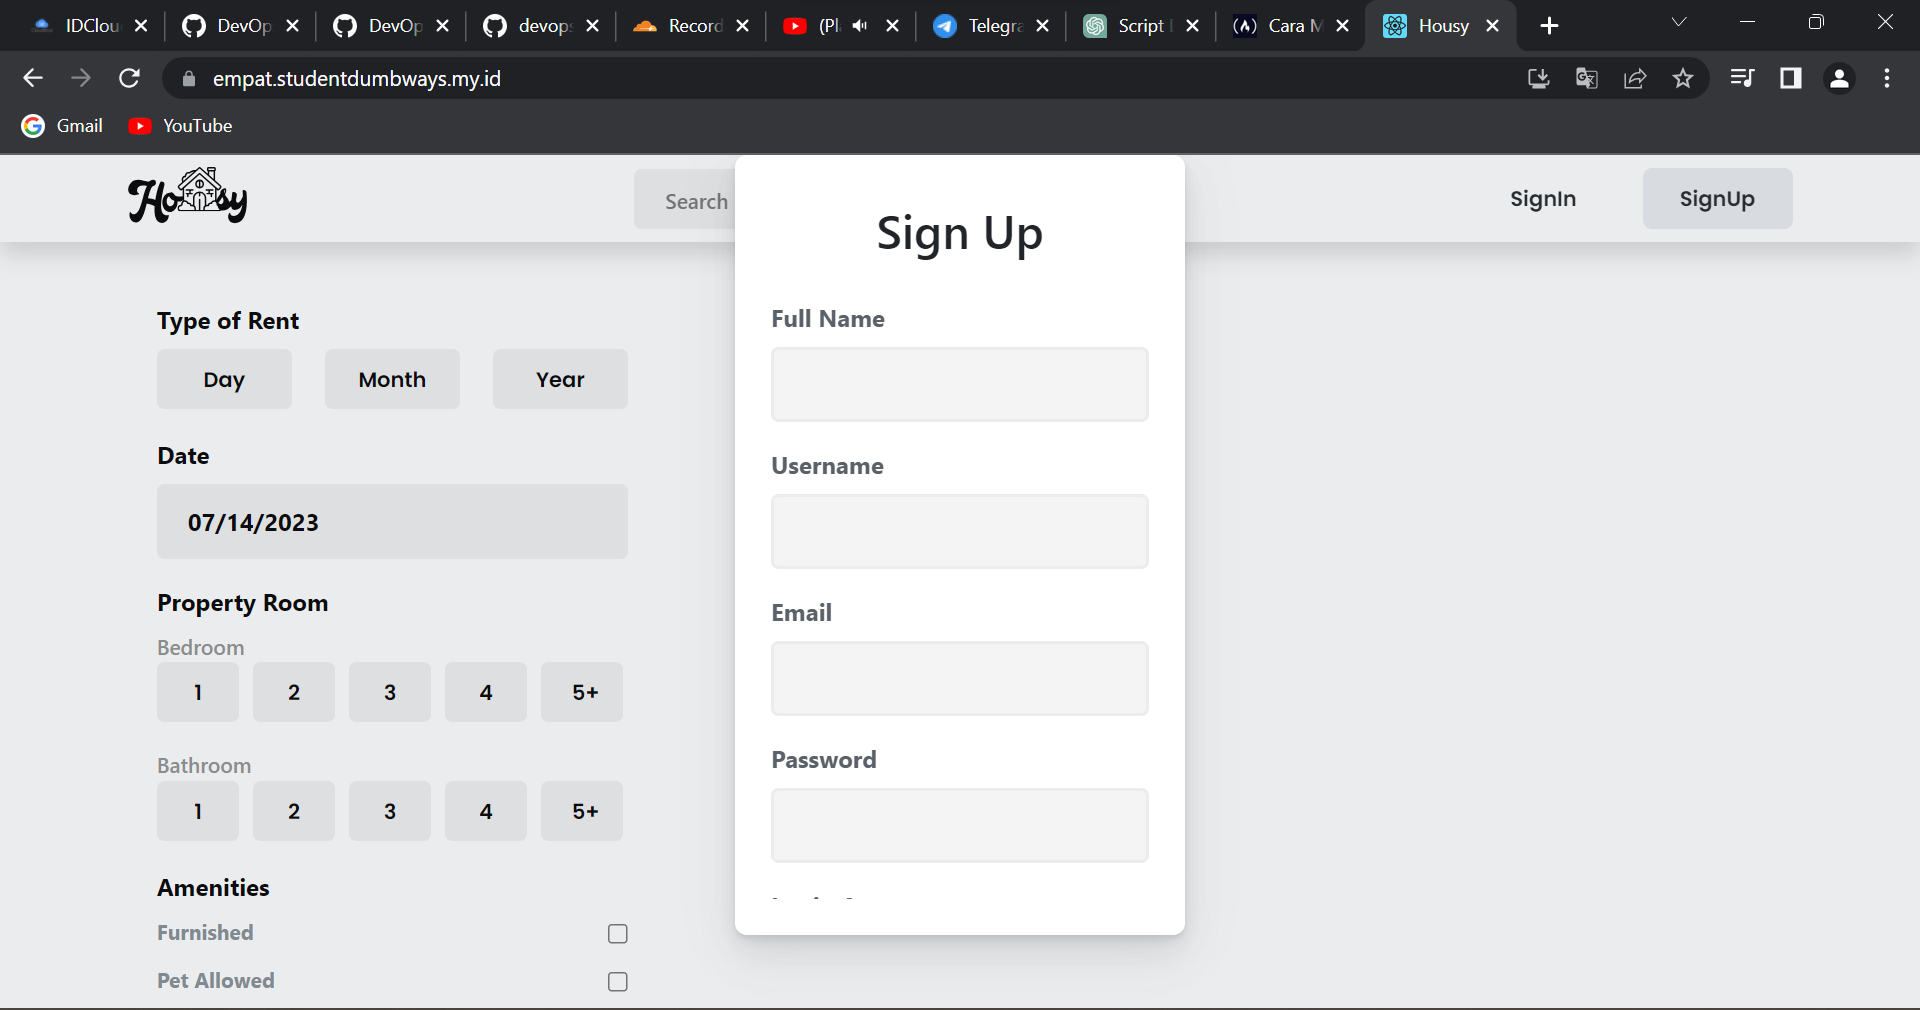 IDClou
DevOp
DevOp
devop
Record
(Pl
Telegra
Script
Cara M
Housy
empat.studentdumbways.my.id
Gmail
YouTube
Housy
Search
SignIn
SignUp
Sign Up
Full Name
Username
Email
Password
Type of Rent
Day
Month
Year
Date
07/14/2023
Property Room
Bedroom
1
2
3
4
5+
Bathroom
1
2
3
4
5+
Amenities
Furnished
Pet Allowed